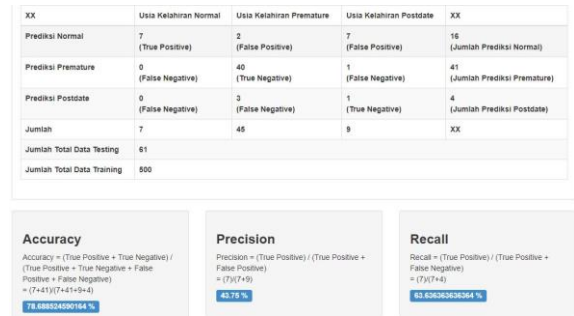 XX Usia Kelahiran Normal Usia Kelahiran Premature Usia Kelahiran Postdate XX
Prediksi Normal 7 2 7 16
(True Positive) (False Positive) (False Positive) (Jumlah Prediksi Normal)
Prediksi Premature 0 40 1 41
(False Negative) (True Negative) (False Negative) (Jumlah Prediksi Premature)
Prediksi Postdate 0 3 1 4
(False Negative) (False Negative) (True Negative) (Jumlah Prediksi Postdate)
Jumlah 7 45 9 XX
Jumlah Total Data Testing 61
Jumlah Total Data Training 500
Accuracy
Accuracy = (True Positive + True Negative) /
(True Positive + True Negative + False
Positive + False Negative)
= (7+41)/(7+41+9+4)
78.688524590164 %
Precision
Precision = (True Positive) / (True Positive +
False Positive)
= (7)/(7+9)
43.75 %
Recall
Recall = (True Positive) / (True Positive +
False Negative)
= (7)/(7+4)
63.636363636364 %